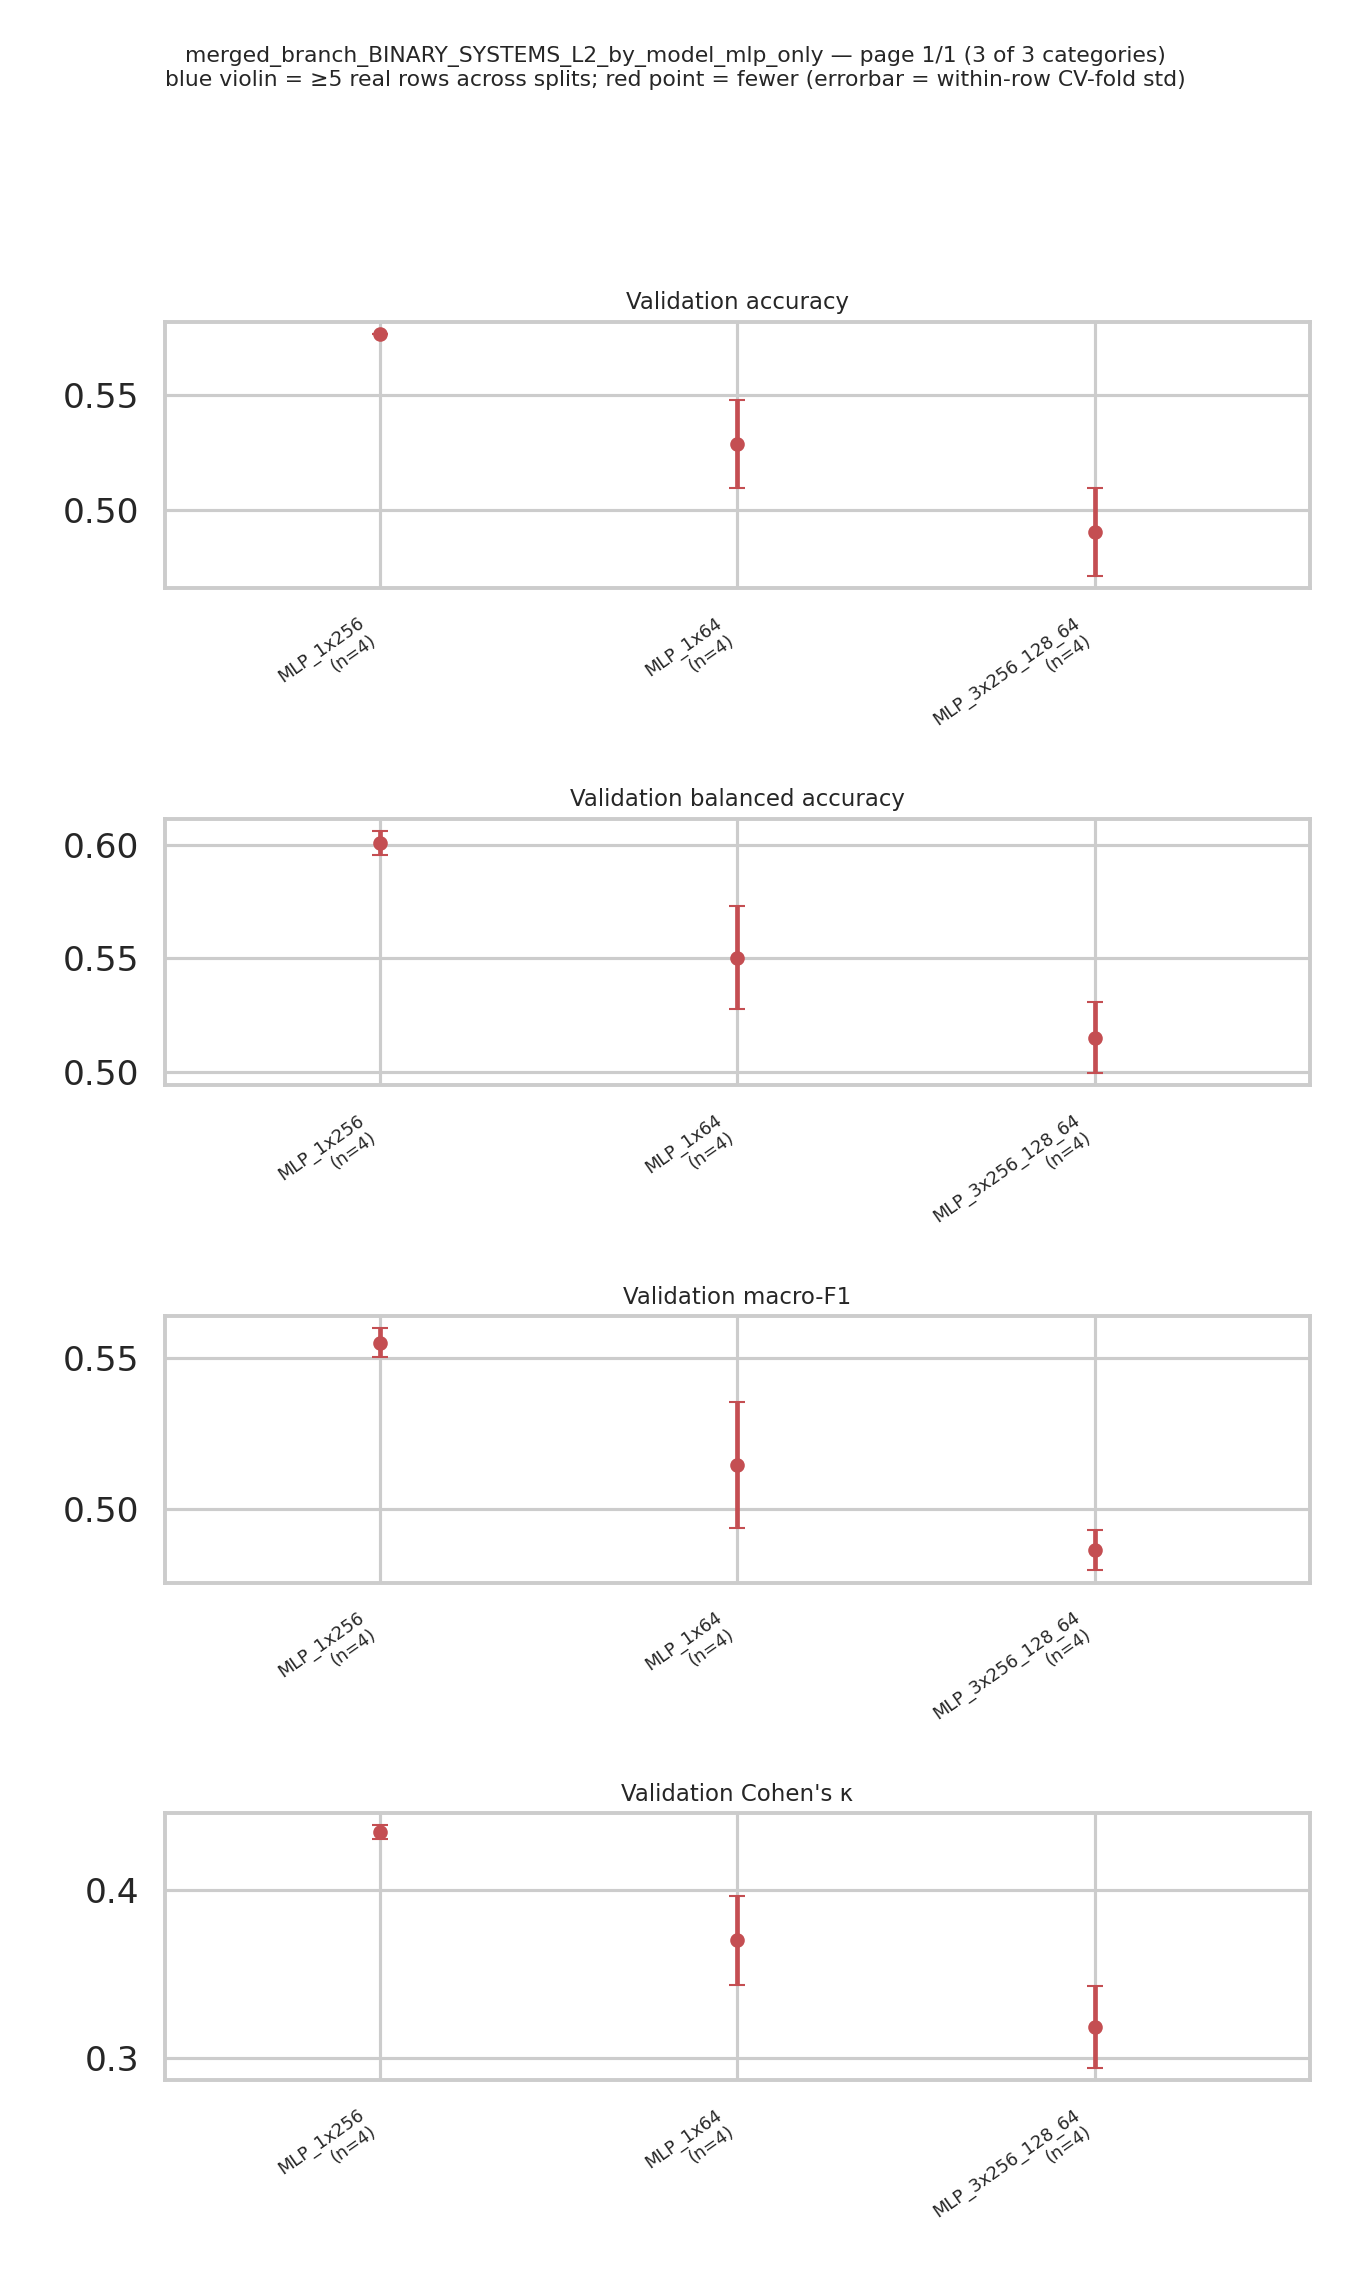 merged_branch_BINARY_SYSTEMS_L2_by_model_mlp_only — page 1/1 (3 of 3 categories)
blue violin = ≥5 real rows across splits; red point = fewer (errorbar = within-row CV-fold std)
Validation accuracy
0.55
0.50
MLP_1x256
(n=4)
MLP_1x64
(n=4)
MLP_3x256_128_64
(n=4)
Validation balanced accuracy
0.60
0.55
0.50
MLP_1x256
(n=4)
MLP_1x64
(n=4)
MLP_3x256_128_64
(n=4)
Validation macro-F1
0.55
0.50
MLP_1x256
(n=4)
MLP_1x64
(n=4)
MLP_3x256_128_64
(n=4)
Validation Cohen's κ
0.4
0.3
MLP_1x256
(n=4)
MLP_1x64
(n=4)
MLP_3x256_128_64
(n=4)